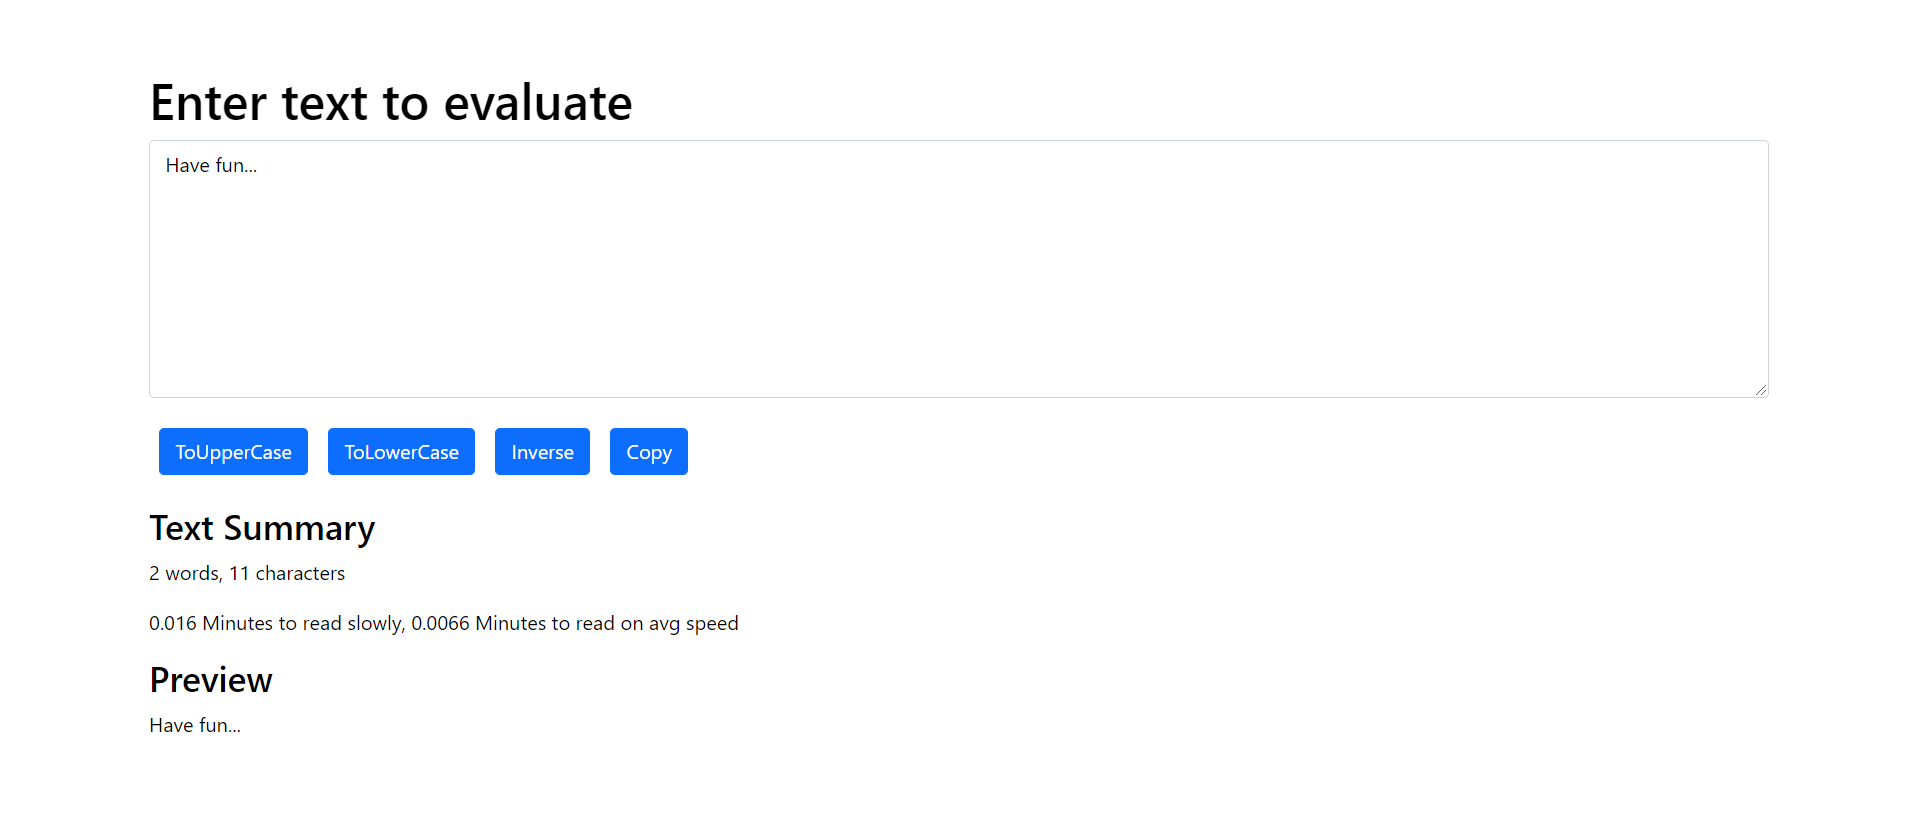 Enter text to evaluate
Have fun...
ToUpperCase ToLowerCase Inverse Copy
Text Summary
2 words, 11 characters
0.016 Minutes to read slowly, 0.0066 Minutes to read on avg speed
Preview
Have fun...